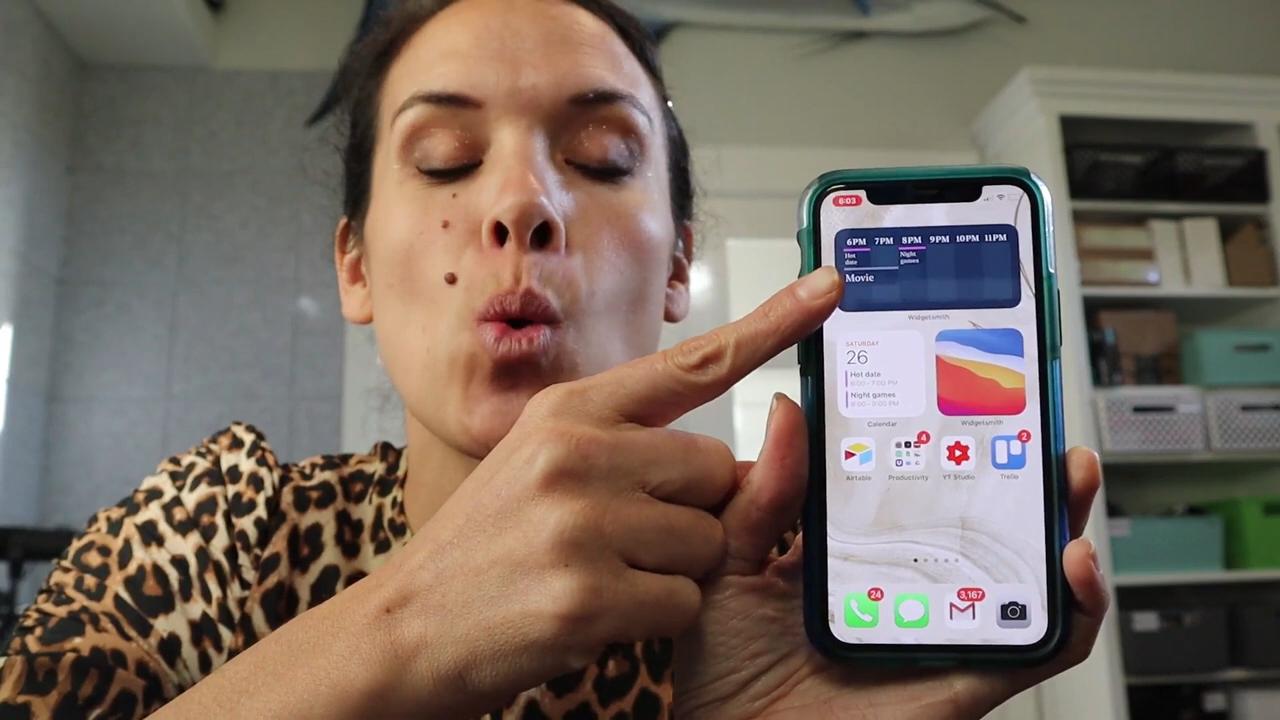 6:03
6PM 7PM 8PM 9PM 10PM 11PM
Hot date
Night games
Movie
Widgetsmith
SATURDAY
26
Hot date
6:00 - 7:00 PM
Night games
8:00 - 9:00 PM
Calendar
Widgetsmith
4
2
Airtable Productivity YT Studio Trello
24
3,167